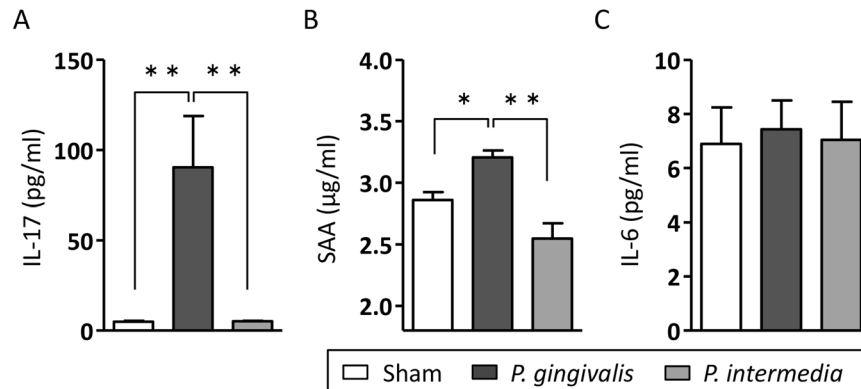 A
IL-17 (pg/ml)
150
100
50
0
* *
* *
B
SAA (µg/ml)
4.0
3.5
3.0
2.5
2.0
*
* *
C
IL-6 (pg/ml)
10
8
6
4
2
0
Sham P. gingivalis P. intermedia